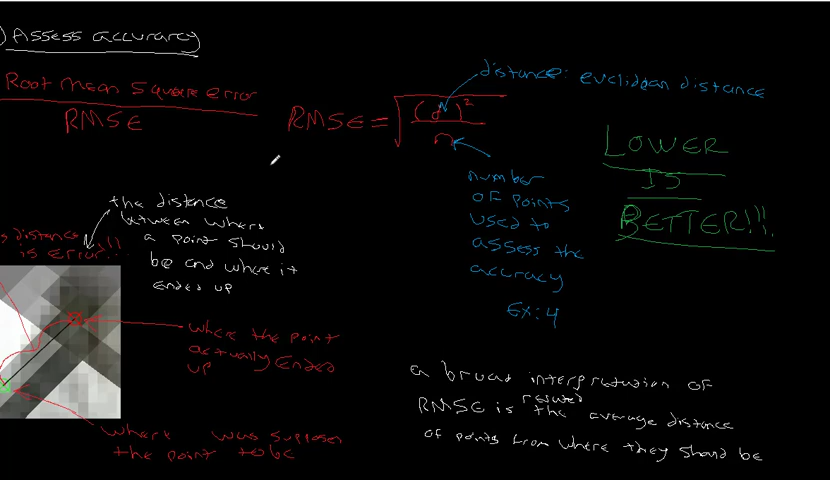 ) Assess accuracy
Root mean square error
RMSE
RMSE = √(d)²
n
distance: euclidean distance
number
of points
used to
assess the
accuracy
Ex: 4
LOWER
IS
BETTER!!!
the distance
between where
a point should
be and where it
ended up
s distance
is error!!!
where the point
actually ended
up
where was suppose
the point to be
a broad interpretation of
related
RMSE is the average distance
of points from where they should be